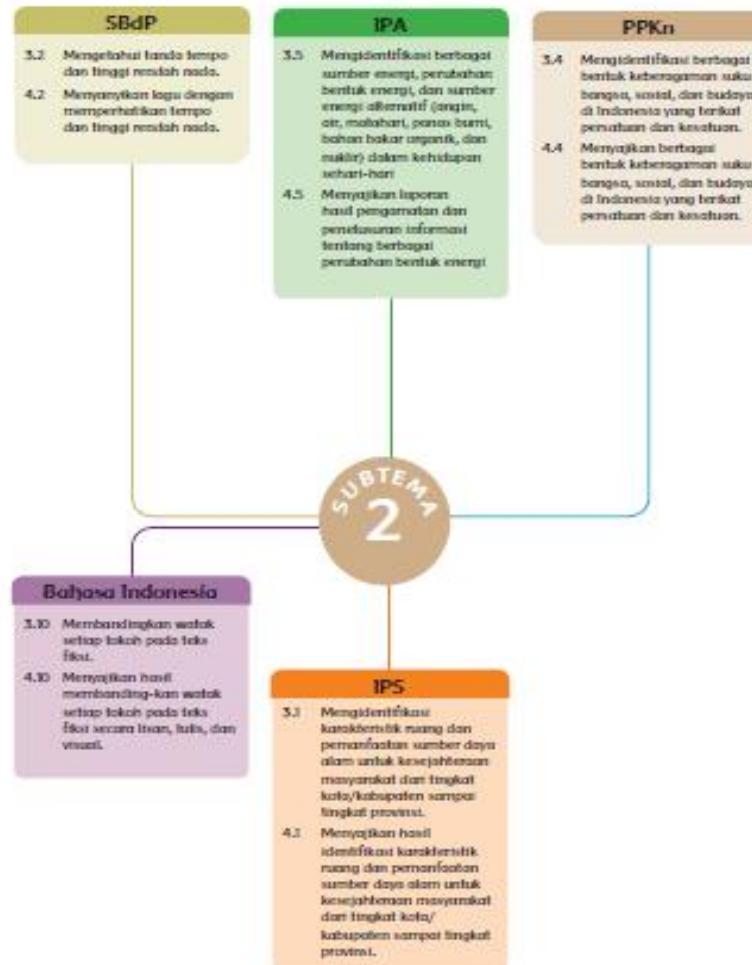 SBdP
3.2 Mengetahui tanda tempo
dan tinggi rendah nada.
4.2 Menyanyikan lagu dengan
memperhatikan tempo
dan tinggi rendah nada.
IPA
3.5 Mengidentifikasi berbagai
sumber energi, perubahan
bentuk energi, dan sumber
energi alternatif (angin,
air, matahari, panas bumi,
bahan bakar organik, dan
nuklir) dalam kehidupan
sehari-hari
4.5 Menyajikan laporan
hasil pengamatan dan
penelusuran informasi
tentang berbagai
perubahan bentuk energi
PPKn
3.4 Mengidentifikasi berbagai
bentuk keberagaman suku
bangsa, sosial, dan budaya
di Indonesia yang terikat
persatuan dan kesatuan.
4.4 Menyajikan berbagai
bentuk keberagaman suku
bangsa, sosial, dan budaya
di Indonesia yang terikat
persatuan dan kesatuan.
SUBTEMA
2
Bahasa Indonesia
3.10 Membandingkan watak
setiap tokoh pada teks
fiksi.
4.10 Menyajikan hasil
membanding-kan watak
setiap tokoh pada teks
fiksi secara lisan, tulis, dan
visual.
IPS
3.1 Mengidentifikasi
karakteristik ruang dan
pemanfaatan sumber daya
alam untuk kesejahteraan
masyarakat dari tingkat
kota/kabupaten sampai
tingkat provinsi.
4.1 Menyajikan hasil
identifikasi karakteristik
ruang dan pemanfaatan
sumber daya alam untuk
kesejahteraan masyarakat
dari tingkat kota/
kabupaten sampai tingkat
provinsi.